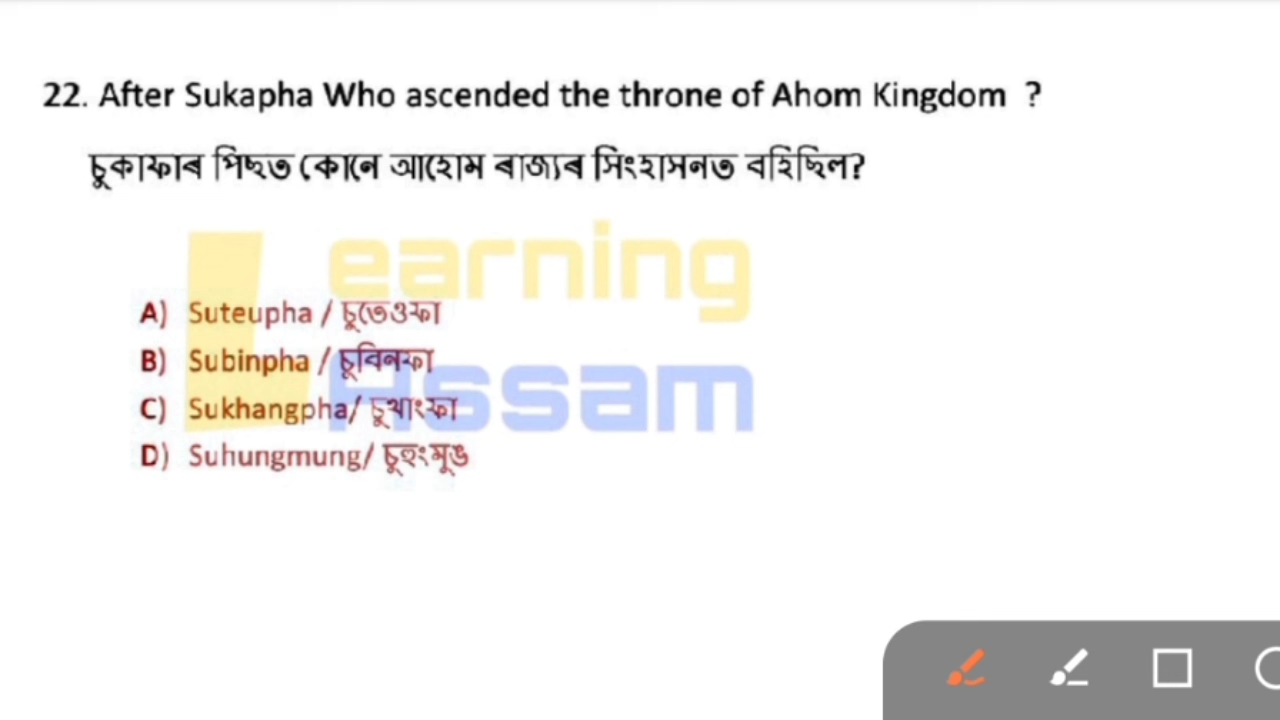 22. After Sukapha Who ascended the throne of Ahom Kingdom ?
চুকাফাৰ পিছত কোনে আহোম ৰাজ্যৰ সিংহাসনত বহিছিল?
Learning
Assam
A) Suteupha / চুতেওফা
B) Subinpha / চুবিনফা
C) Sukhangpha/ চুখাংফা
D) Suhungmung/ চুহুংমুঙ